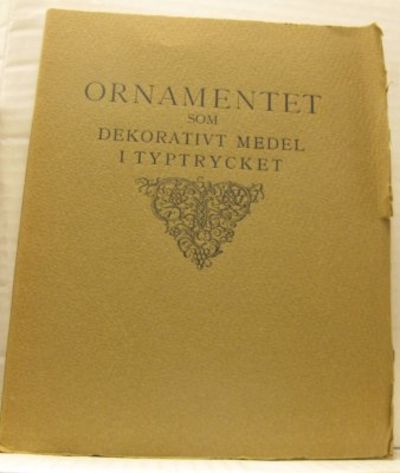 ORNAMENTET
SOM
DEKORATIVT MEDEL
I TYPTRYCKET